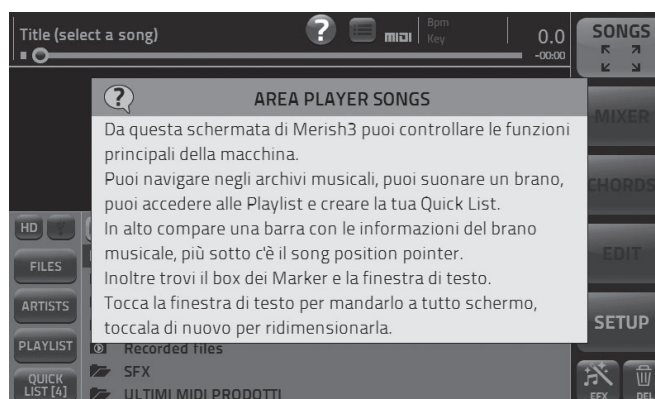 Title (select a song)
?
MIDI
Bpm
Key
0.0
-00:00
SONGS
MIXER
CHORDS
EDIT
SETUP
EFX
DEL
? AREA PLAYER SONGS
Da questa schermata di Merish3 puoi controllare le funzioni
principali della macchina.
Puoi navigare negli archivi musicali, puoi suonare un brano,
puoi accedere alle Playlist e creare la tua Quick List.
In alto compare una barra con le informazioni del brano
musicale, più sotto c'è il song position pointer.
Inoltre trovi il box dei Marker e la finestra di testo.
Tocca la finestra di testo per mandarlo a tutto schermo,
toccala di nuovo per ridimensionarla.
HD
FILES
ARTISTS
PLAYLIST
QUICK
LIST [4]
Recorded files
SFX
ULTIMI MIDI PRODOTTI